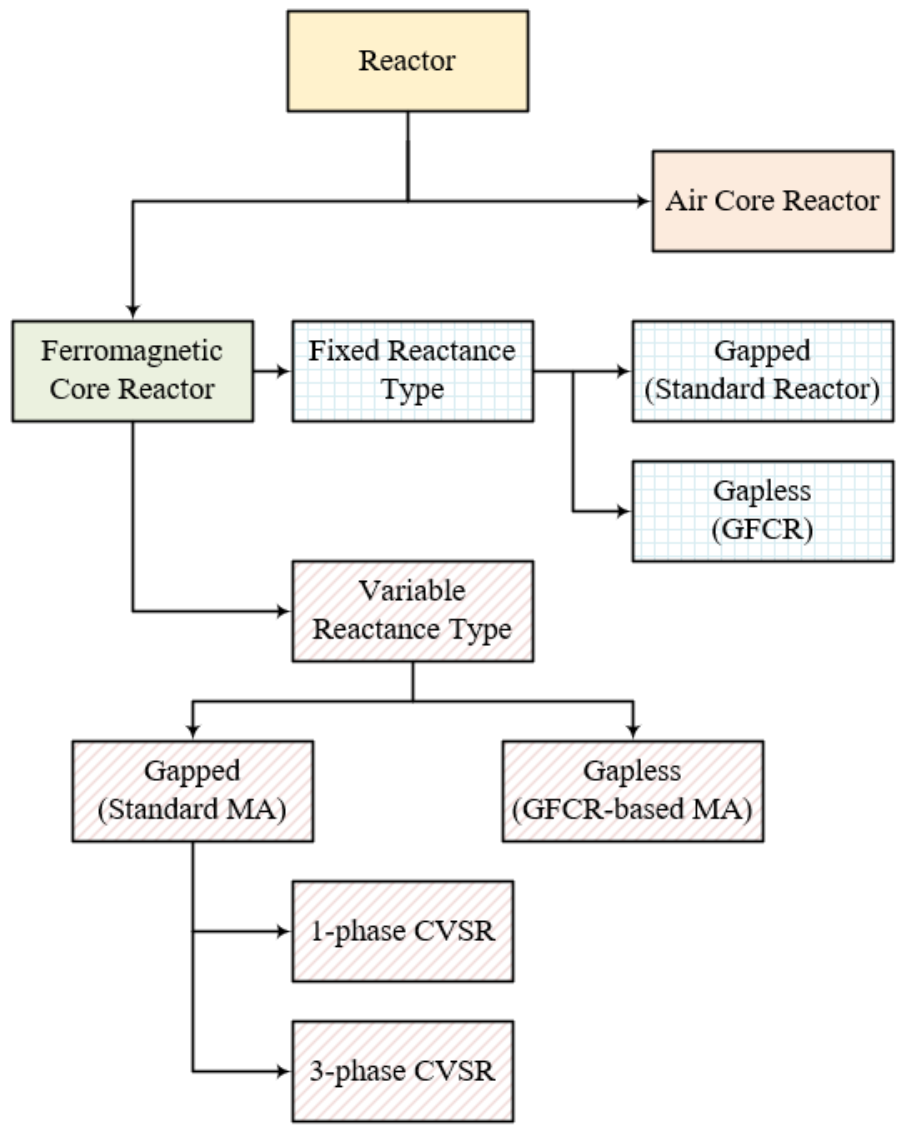 Reactor
Air Core Reactor
Ferromagnetic
Core Reactor
Fixed Reactance
Type
Gapped
(Standard Reactor)
Gapless
(GFCR)
Variable
Reactance Type
Gapped
(Standard MA)
Gapless
(GFCR-based MA)
1-phase CVSR
3-phase CVSR